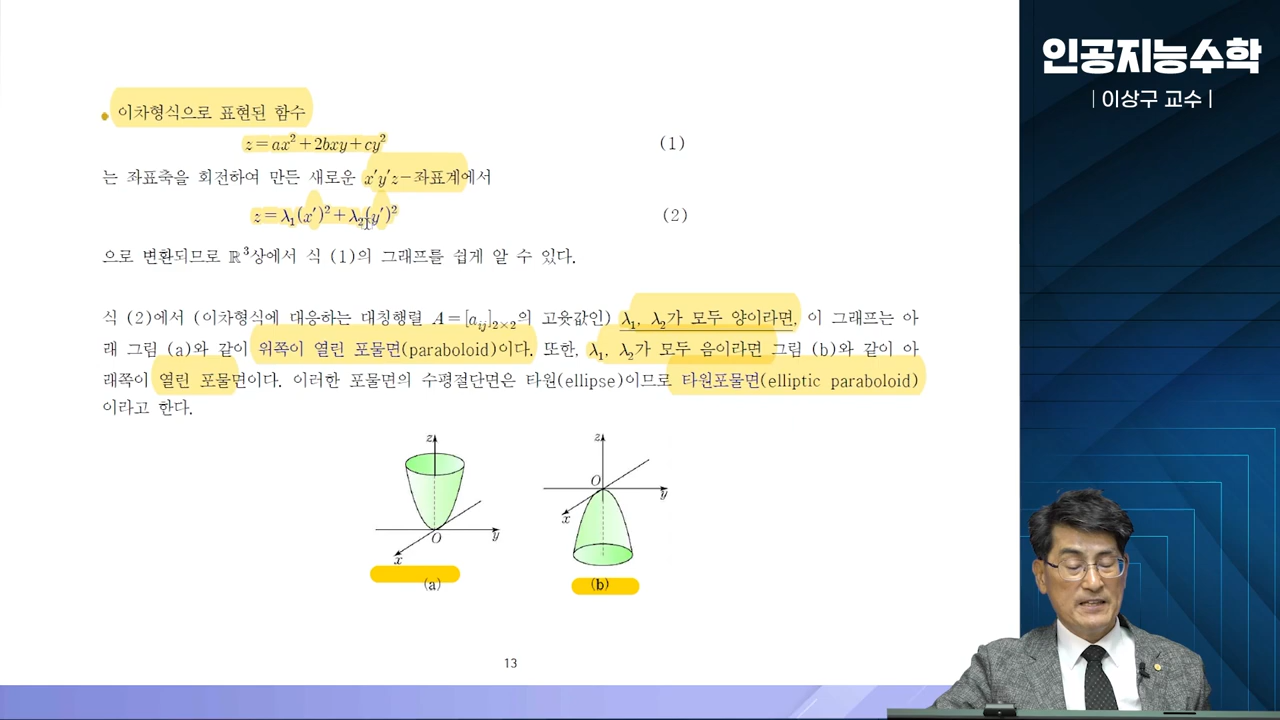 이차형식으로 표현된 함수
z = ax² + 2bxy + cy² (1)
는 좌표축을 회전하여 만든 새로운 x′y′z−좌표계에서
z = λ₁(x′)² + λ₂(y′)² (2)
으로 변환되므로 ℝ³상에서 식 (1)의 그래프를 쉽게 알 수 있다.
식 (2)에서 (이차형식에 대응하는 대칭행렬 A = [aᵢⱼ]₂×₂의 고윳값인) λ₁, λ₂가 모두 양이라면, 이 그래프는 아
래 그림 (a)와 같이 위쪽이 열린 포물면(paraboloid)이다. 또한, λ₁, λ₂가 모두 음이라면 그림 (b)와 같이 아
래쪽이 열린 포물면이다. 이러한 포물면의 수평절단면은 타원(ellipse)이므로 타원포물면(elliptic paraboloid)
이라고 한다.
z
O
y
x
(a)
z
O
y
x
(b)
13
인공지능수학
| 이상구 교수 |